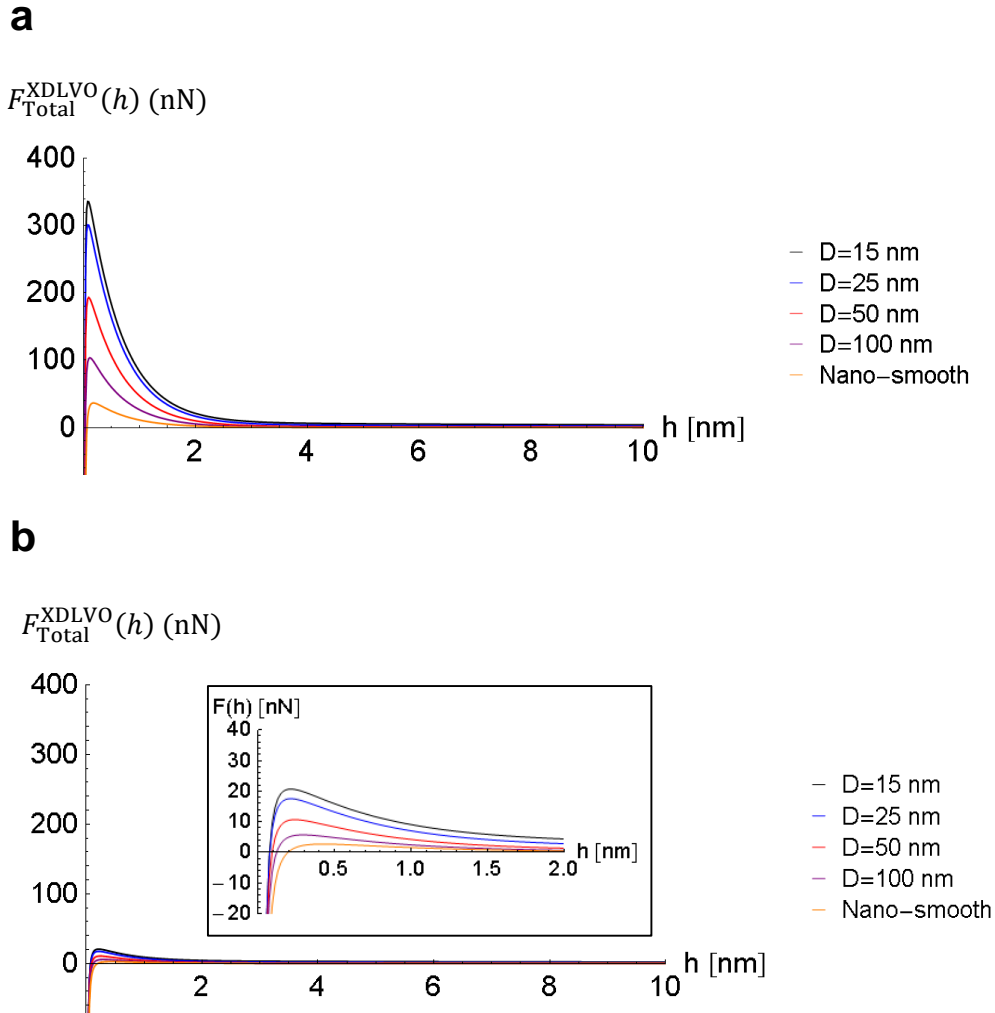 a
F_Total^XDLVO(h) (nN)
400
300
200
100
0
2 4 6 8 10
h [nm]
D=15 nm
D=25 nm
D=50 nm
D=100 nm
Nano−smooth
b
F_Total^XDLVO(h) (nN)
400
300
200
100
0
2 4 6 8 10
h [nm]
F(h) [nN]
40
30
20
10
0
−10
−20
0.5 1.0 1.5 2.0
h [nm]
D=15 nm
D=25 nm
D=50 nm
D=100 nm
Nano−smooth